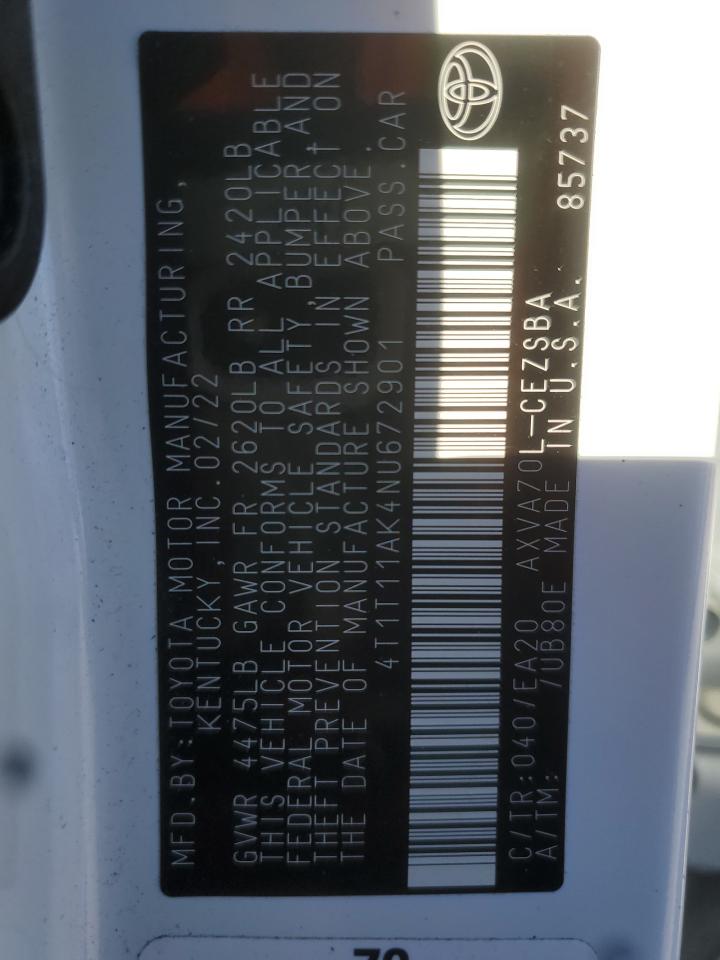 MFD.BY:TOYOTA MOTOR MANUFACTURING,
KENTUCKY, INC.02/22
GVWR 4475LB GAWR FR 2620LB RR 2420LB
THIS VEHICLE CONFORMS TO ALL APPLICABLE
FEDERAL MOTOR VEHICLE SAFETY, BUMPER, AND
THEFT PREVENTION STANDARDS IN EFFECT ON
THE DATE OF MANUFACTURE SHOWN ABOVE.
4T1T11AK4NU672901 PASS.CAR
C/TR:040/EA20 AXVA70L-CEZSBA
A/TM: 7UB80E MADE IN U.S.A. 85737